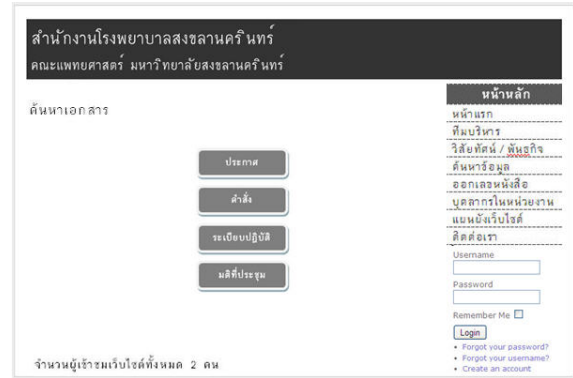 สำนักงานโรงพยาบาลสงขลานครินทร์
คณะแพทยศาสตร์ มหาวิทยาลัยสงขลานครินทร์
ค้นหาเอกสาร
ประกาศ
คำสั่ง
ระเบียบปฏิบัติ
มติที่ประชุม
จำนวนผู้เข้าชมเว็บไซต์ทั้งหมด 2 คน
หน้าหลัก
หน้าแรก
ทีมบริหาร
วิสัยทัศน์ / พันธกิจ
ค้นหาข้อมูล
ออกเลขหนังสือ
บุคลากรในหน่วยงาน
แผนผังเว็บไซต์
ติดต่อเรา
Username
Password
Remember Me
Login
• Forgot your password?
• Forgot your username?
• Create an account